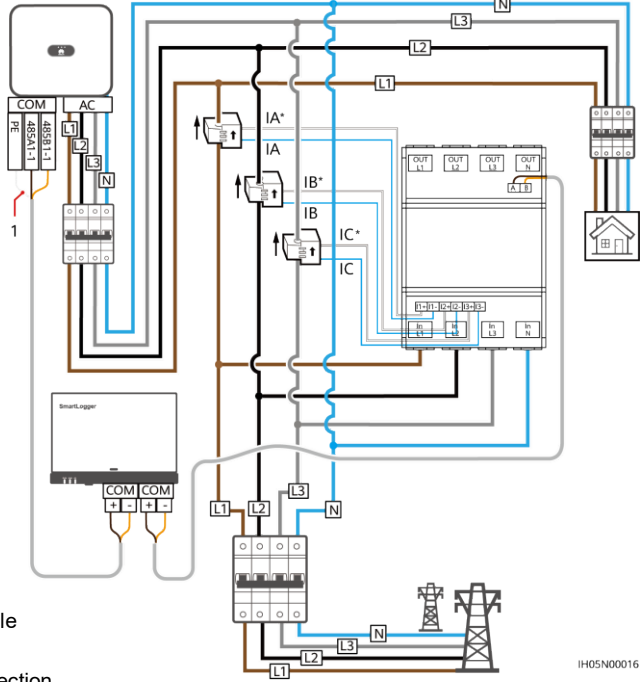 N
L3
L2
L1
COM
AC
PE
485A1-1
485B1-1
L1
L2
L3
N
1
IA*
IA
IB*
IB
IC*
IC
OUT L1
OUT L2
OUT L3
OUT N
A B
I1+ I1- I2+ I2- I3+ I3-
In L1
In L2
In L3
In N
SmartLogger
COM COM
+ - + -
L1
L2
L3
N
N
L3
L2
L1
le
ection
IH05N00016